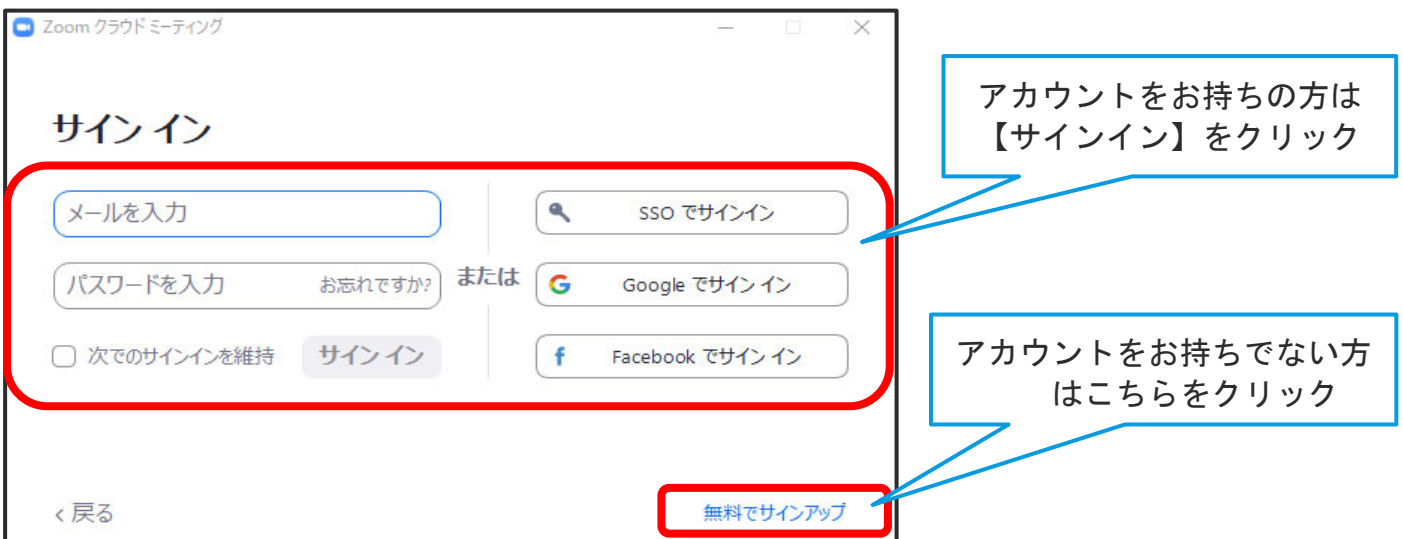 Zoom クラウド ミーティング
サイン イン
メールを入力
パスワードを入力 お忘れですか?
次でのサインインを維持 サイン イン
または
SSO でサインイン
Google でサイン イン
Facebook でサイン イン
< 戻る
無料でサインアップ
アカウントをお持ちの方は
【サインイン】をクリック
アカウントをお持ちでない方
はこちらをクリック